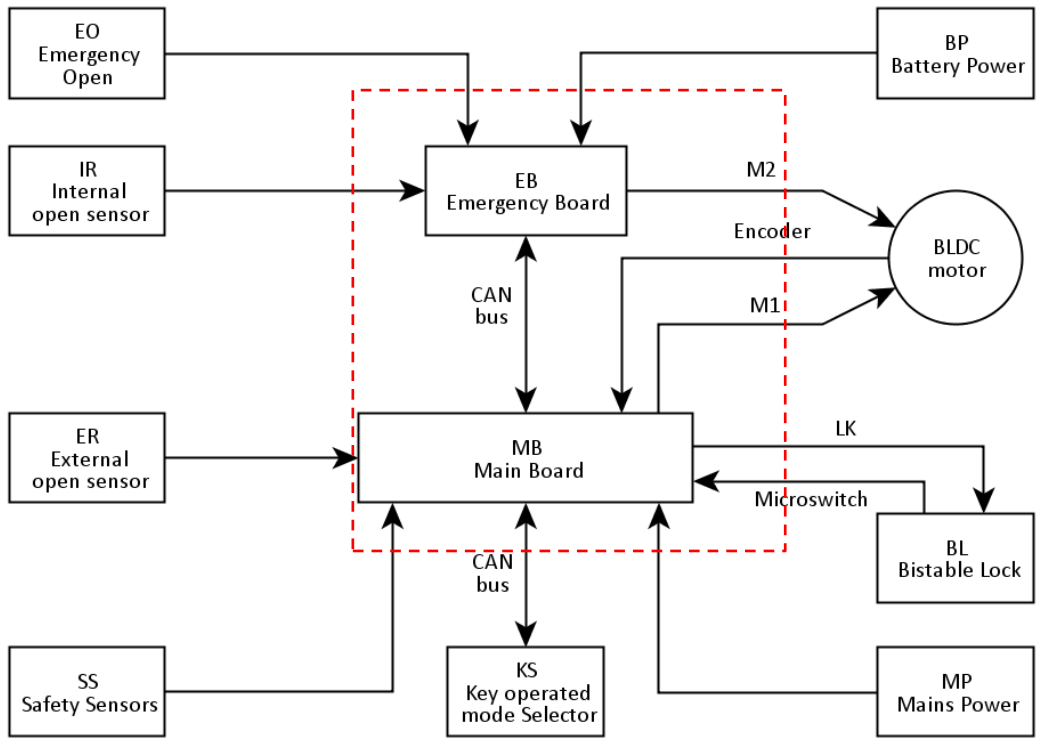 EO
Emergency
Open
BP
Battery Power
IR
Internal
open sensor
EB
Emergency Board
M2
Encoder
BLDC
motor
CAN
bus
M1
ER
External
open sensor
MB
Main Board
LK
Microswitch
BL
Bistable Lock
CAN
bus
SS
Safety Sensors
KS
Key operated
mode Selector
MP
Mains Power